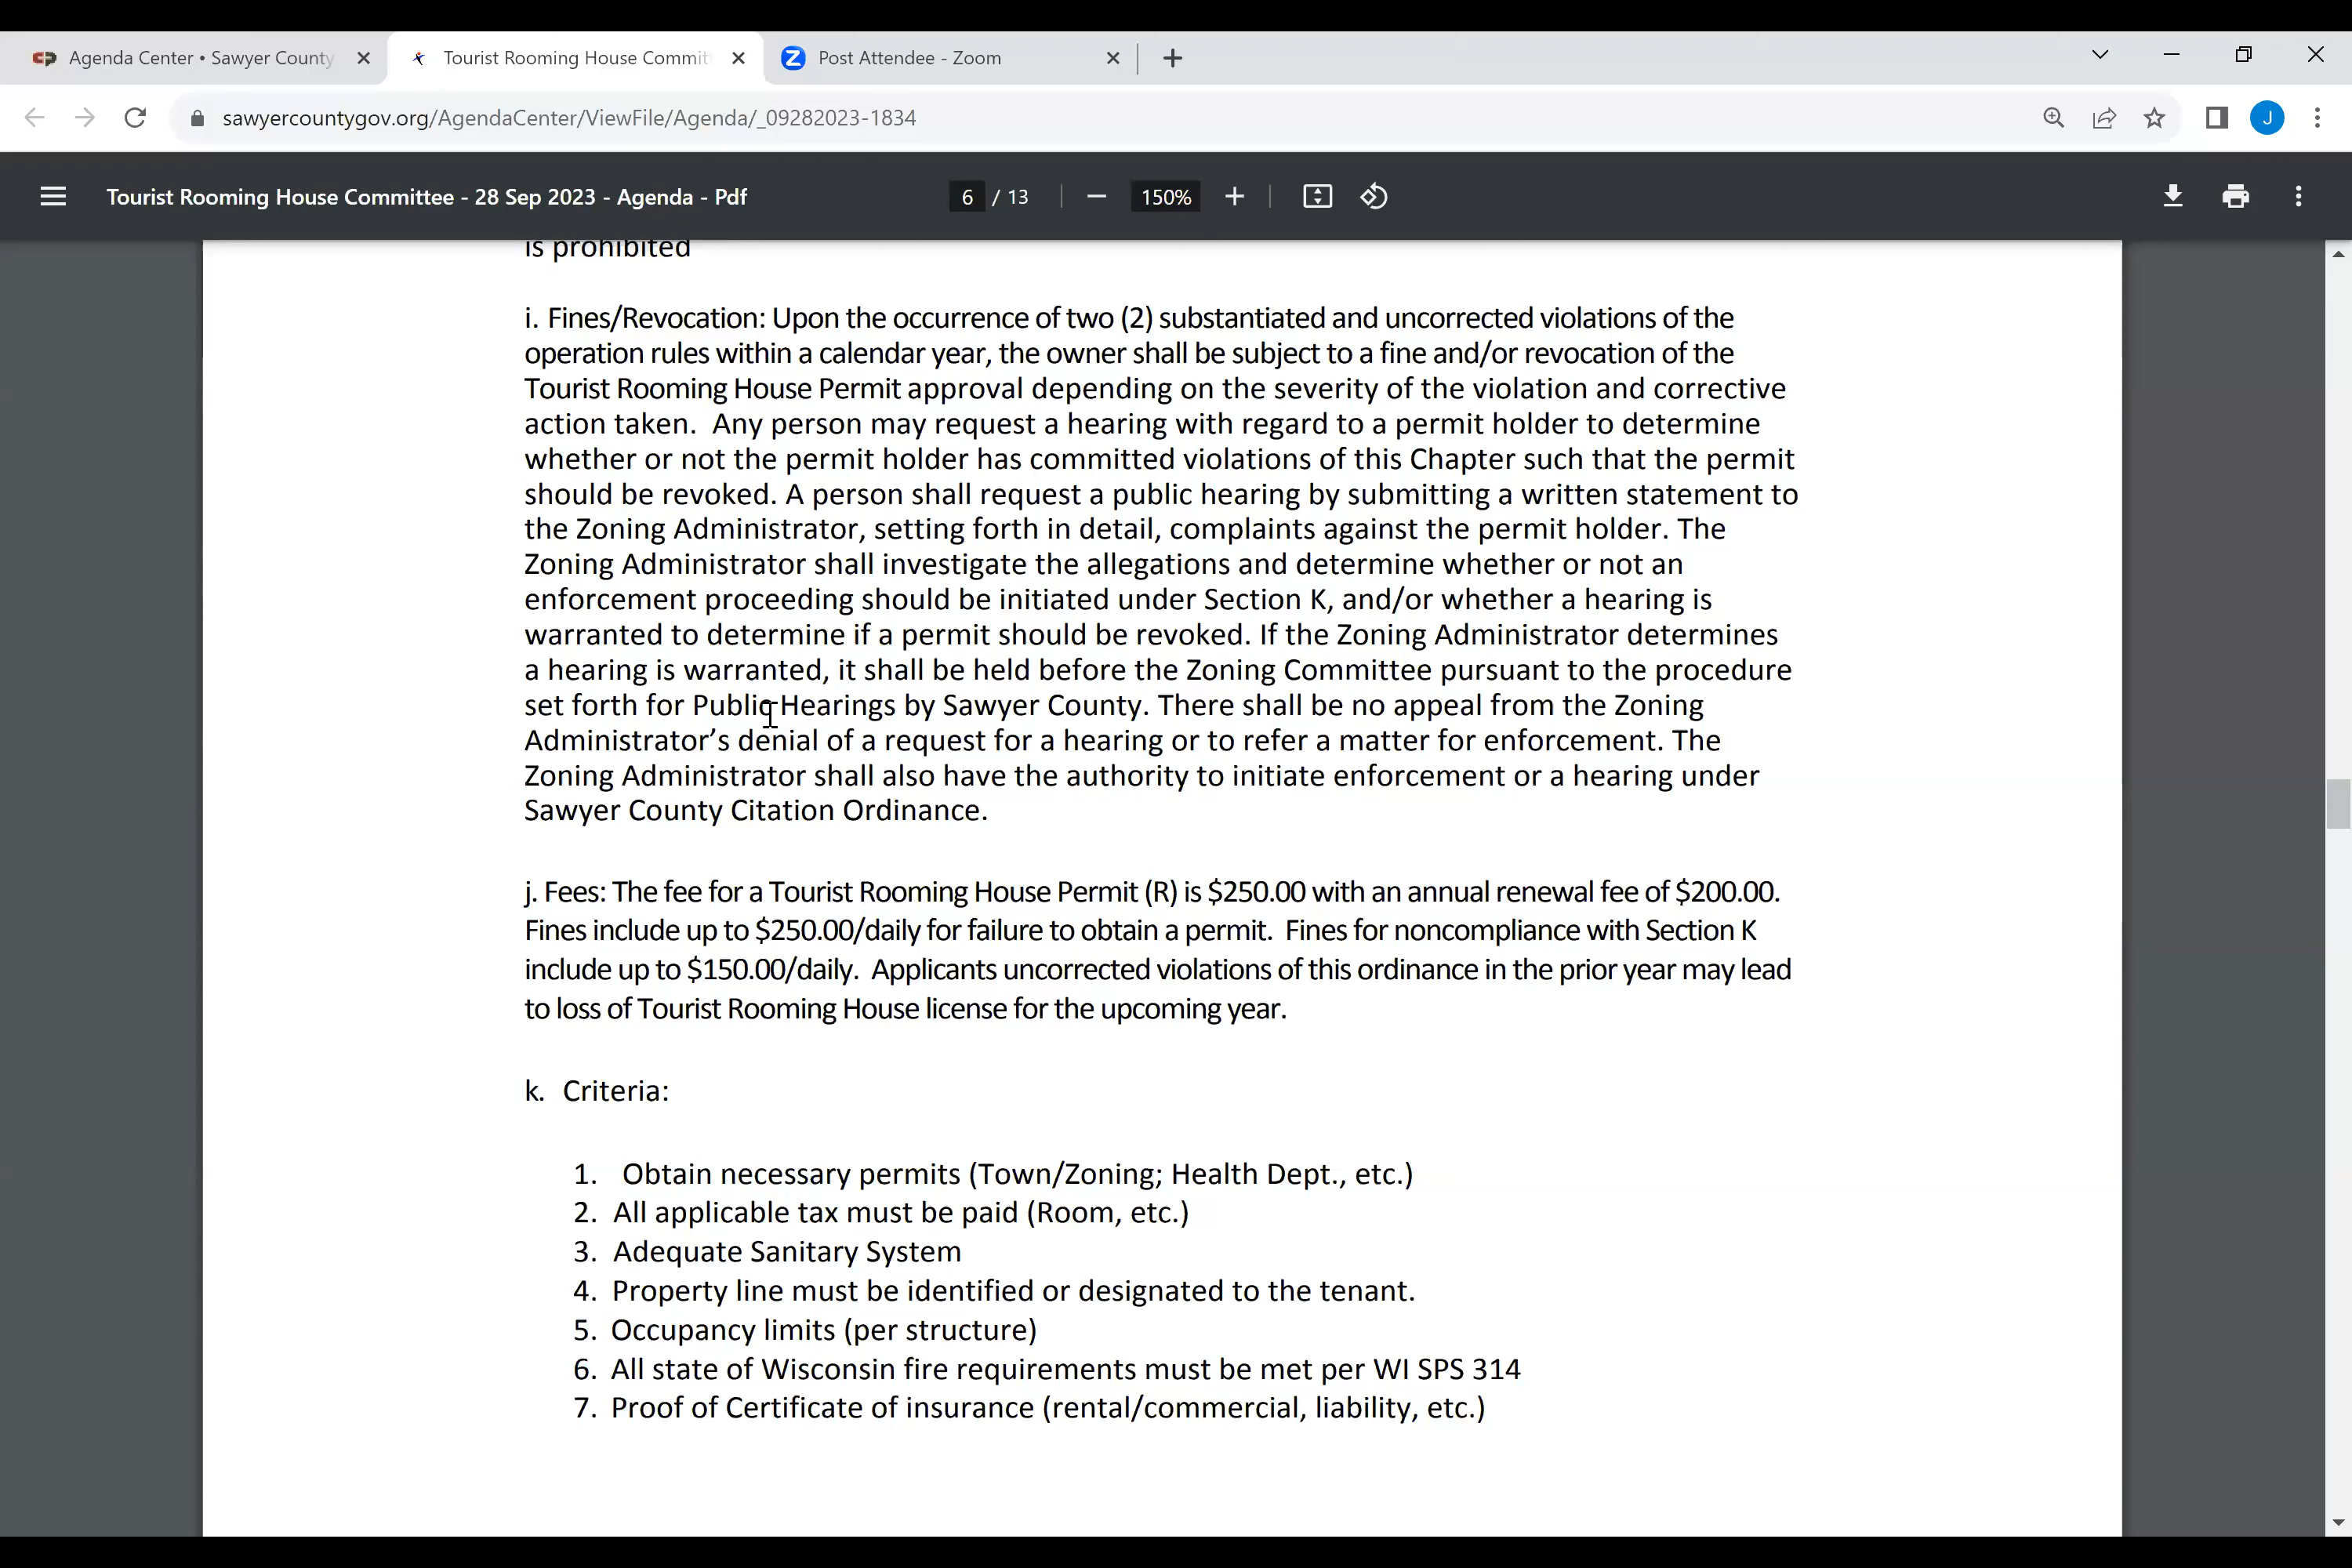 Agenda Center • Sawyer County
Tourist Rooming House Commit
Post Attendee - Zoom
sawyercountygov.org/AgendaCenter/ViewFile/Agenda/_09282023-1834
J
Tourist Rooming House Committee - 28 Sep 2023 - Agenda - Pdf
6 / 13
150%
is prohibited
i. Fines/Revocation: Upon the occurrence of two (2) substantiated and uncorrected violations of the
operation rules within a calendar year, the owner shall be subject to a fine and/or revocation of the
Tourist Rooming House Permit approval depending on the severity of the violation and corrective
action taken.  Any person may request a hearing with regard to a permit holder to determine
whether or not the permit holder has committed violations of this Chapter such that the permit
should be revoked. A person shall request a public hearing by submitting a written statement to
the Zoning Administrator, setting forth in detail, complaints against the permit holder. The
Zoning Administrator shall investigate the allegations and determine whether or not an
enforcement proceeding should be initiated under Section K, and/or whether a hearing is
warranted to determine if a permit should be revoked. If the Zoning Administrator determines
a hearing is warranted, it shall be held before the Zoning Committee pursuant to the procedure
set forth for Public Hearings by Sawyer County. There shall be no appeal from the Zoning
Administrator’s denial of a request for a hearing or to refer a matter for enforcement. The
Zoning Administrator shall also have the authority to initiate enforcement or a hearing under
Sawyer County Citation Ordinance.
j. Fees: The fee for a Tourist Rooming House Permit (R) is $250.00 with an annual renewal fee of $200.00.
Fines include up to $250.00/daily for failure to obtain a permit.  Fines for noncompliance with Section K
include up to $150.00/daily.  Applicants uncorrected violations of this ordinance in the prior year may lead
to loss of Tourist Rooming House license for the upcoming year.
k. Criteria:
1. Obtain necessary permits (Town/Zoning; Health Dept., etc.)
2. All applicable tax must be paid (Room, etc.)
3. Adequate Sanitary System
4. Property line must be identified or designated to the tenant.
5. Occupancy limits (per structure)
6. All state of Wisconsin fire requirements must be met per WI SPS 314
7. Proof of Certificate of insurance (rental/commercial, liability, etc.)